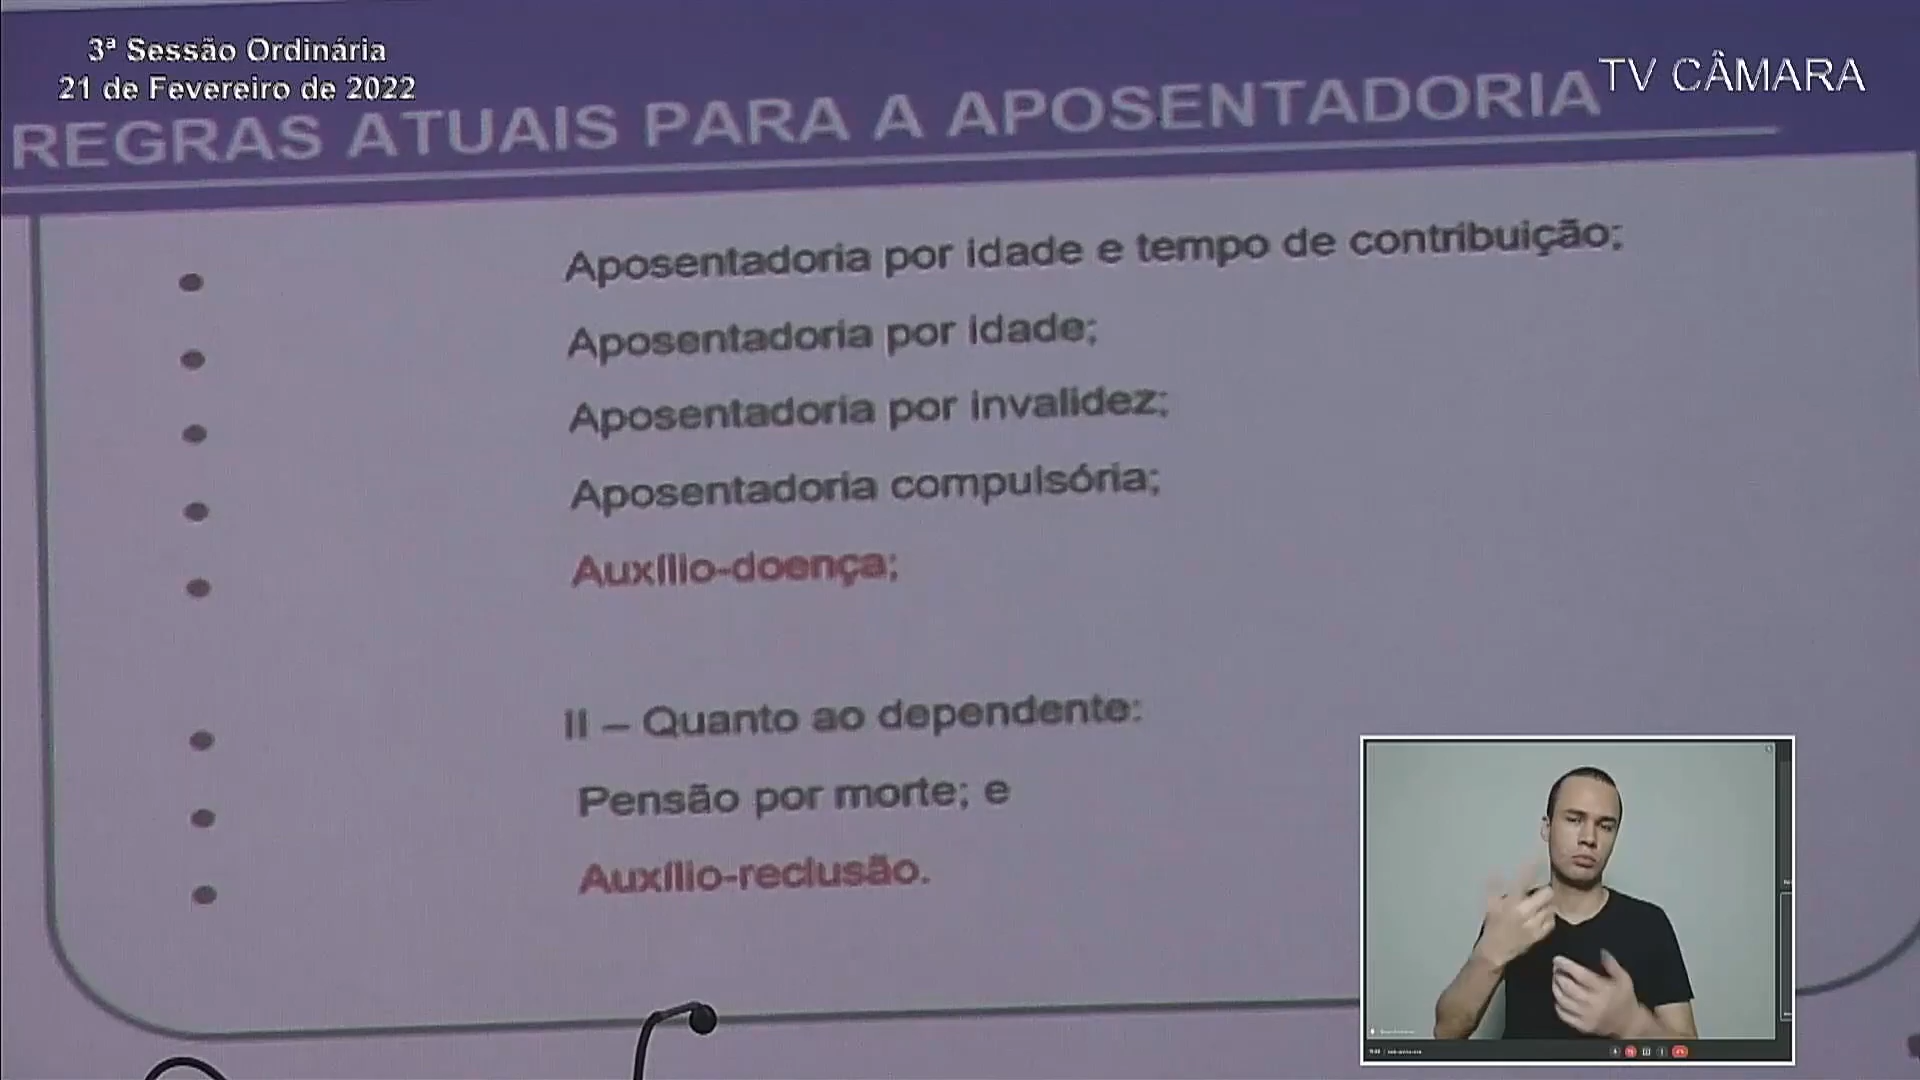 3ª Sessão Ordinária
21 de Fevereiro de 2022
TV CÂMARA
REGRAS ATUAIS PARA A APOSENTADORIA
Aposentadoria por idade e tempo de contribuição;
Aposentadoria por idade;
Aposentadoria por invalidez;
Aposentadoria compulsória;
Auxílio-doença;
II – Quanto ao dependente:
Pensão por morte; e
Auxílio-reclusão.